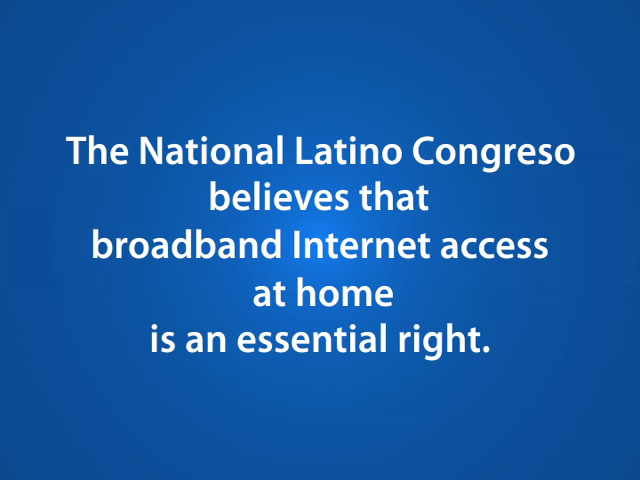 The National Latino Congreso
believes that
broadband Internet access
at home
is an essential right.